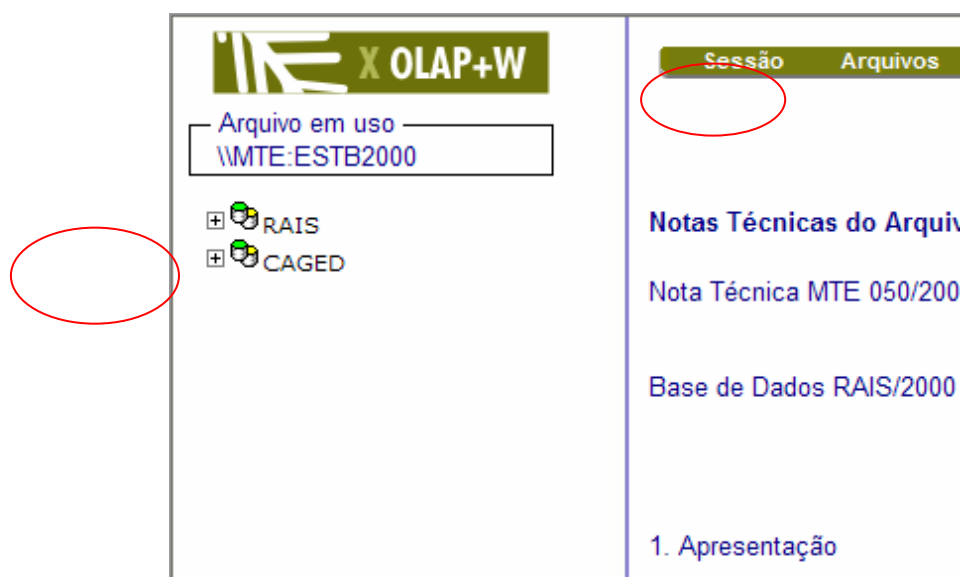 X OLAP+W
Arquivo em uso
\\MTE:ESTB2000
RAIS
CAGED
Sessão Arquivos
Notas Técnicas do Arquiv
Nota Técnica MTE 050/200
Base de Dados RAIS/2000
1. Apresentação